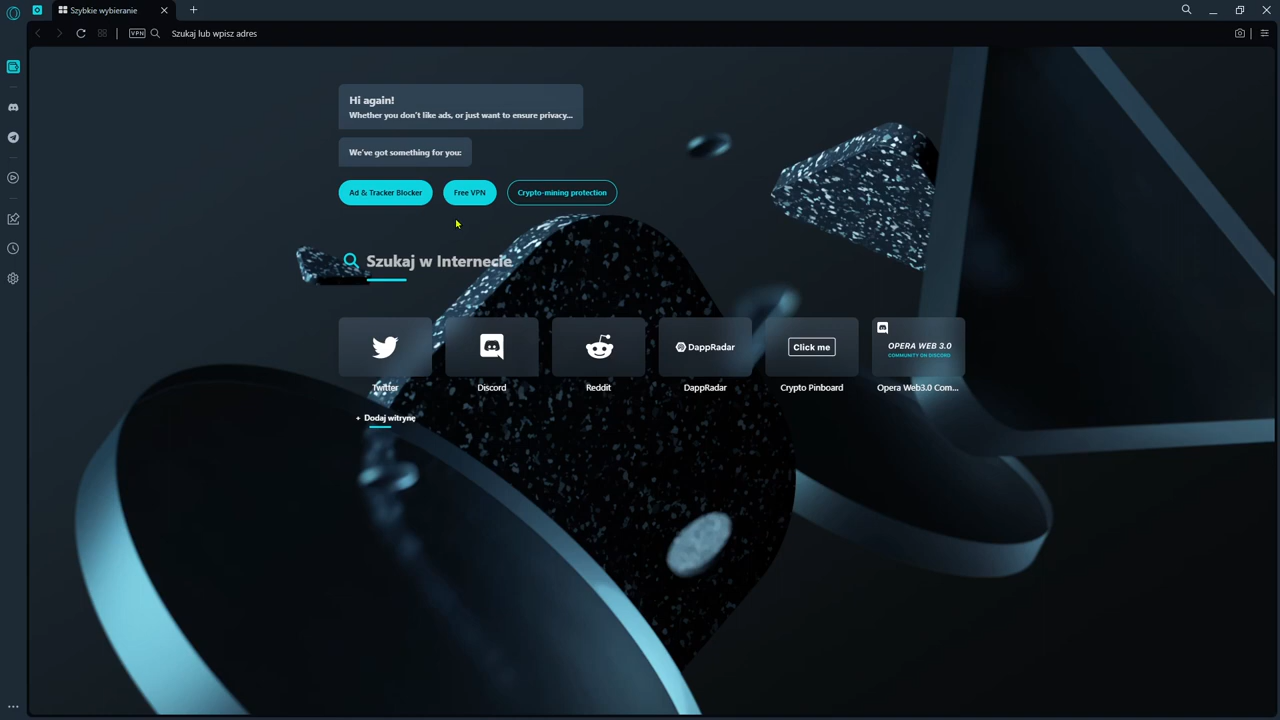 Szybkie wybieranie
VPN
Szukaj lub wpisz adres
Hi again!
Whether you don't like ads, or just want to ensure privacy...
We've got something for you:
Ad & Tracker Blocker
Free VPN
Crypto-mining protection
Szukaj w Internecie
DappRadar
Click me
OPERA WEB 3.0
COMMUNITY ON DISCORD
Twitter
Discord
Reddit
DappRadar
Crypto Pinboard
Opera Web3.0 Com...
+ Dodaj witrynę